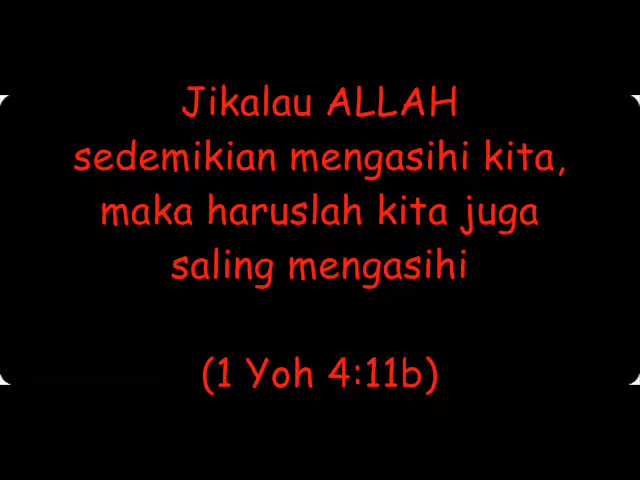 Jikalau ALLAH
sedemikian mengasihi kita,
maka haruslah kita juga
saling mengasihi
(1 Yoh 4:11b)